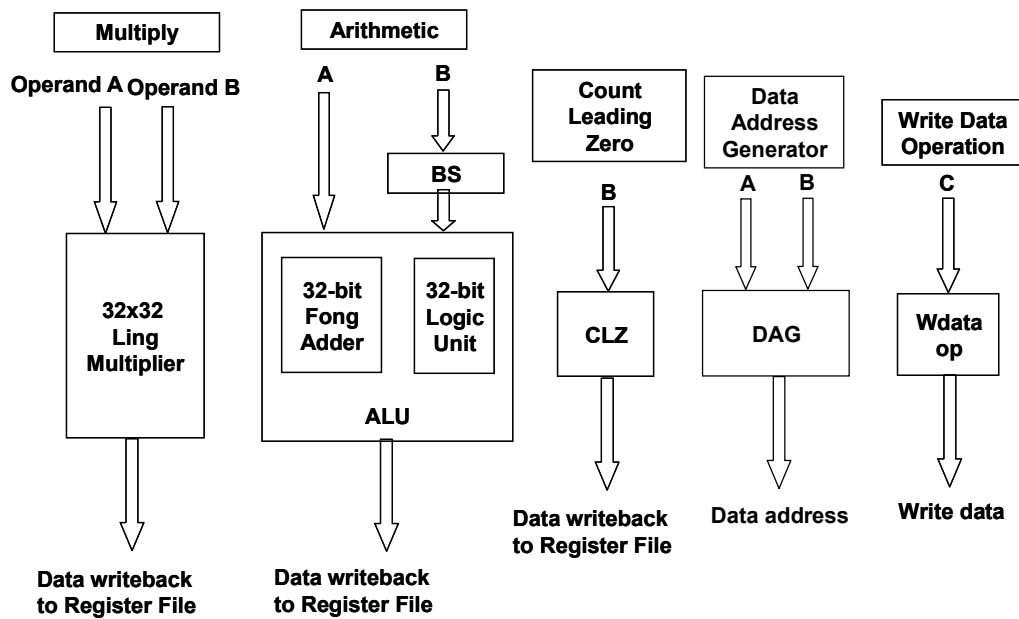 Multiply
Operand A
Operand B
32x32
Ling
Multiplier
Data writeback
to Register File
Arithmetic
A
B
BS
32-bit
Fong
Adder
32-bit
Logic
Unit
ALU
Data writeback
to Register File
Count
Leading
Zero
B
CLZ
Data writeback
to Register File
Data
Address
Generator
A
B
DAG
Data address
Write Data
Operation
C
Wdata
op
Write data